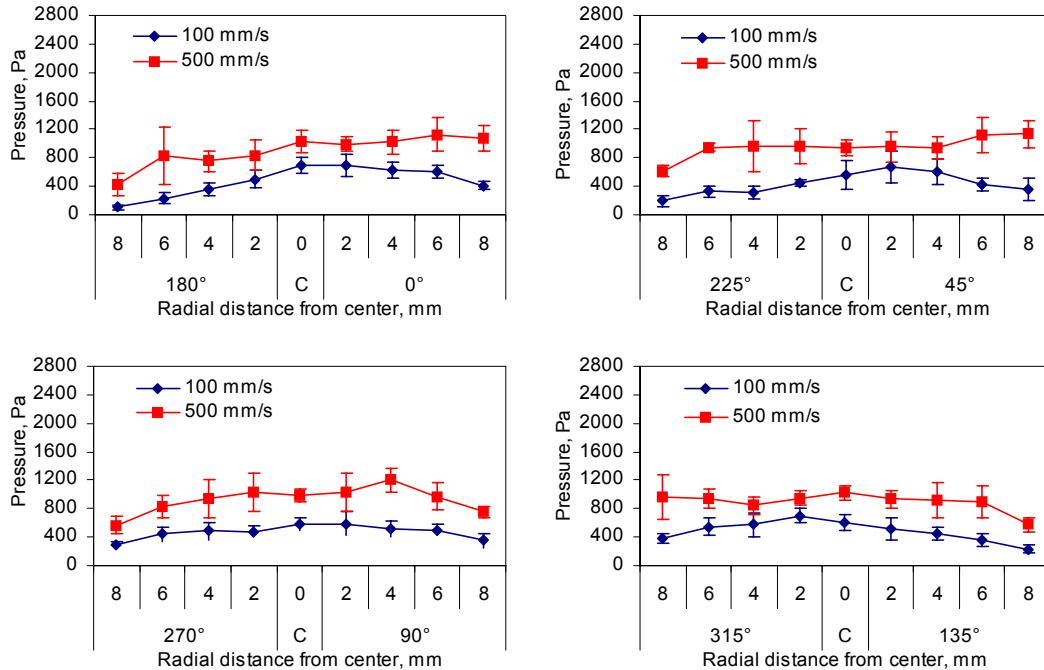 2800
2400
2000
1600
1200
800
400
0
Pressure, Pa
100 mm/s
500 mm/s
8 6 4 2 0 2 4 6 8
180° C 0°
Radial distance from center, mm
2800
2400
2000
1600
1200
800
400
0
Pressure, Pa
100 mm/s
500 mm/s
8 6 4 2 0 2 4 6 8
225° C 45°
Radial distance from center, mm
2800
2400
2000
1600
1200
800
400
0
Pressure, Pa
100 mm/s
500 mm/s
8 6 4 2 0 2 4 6 8
270° C 90°
Radial distance from center, mm
2800
2400
2000
1600
1200
800
400
0
Pressure, Pa
100 mm/s
500 mm/s
8 6 4 2 0 2 4 6 8
315° C 135°
Radial distance from center, mm